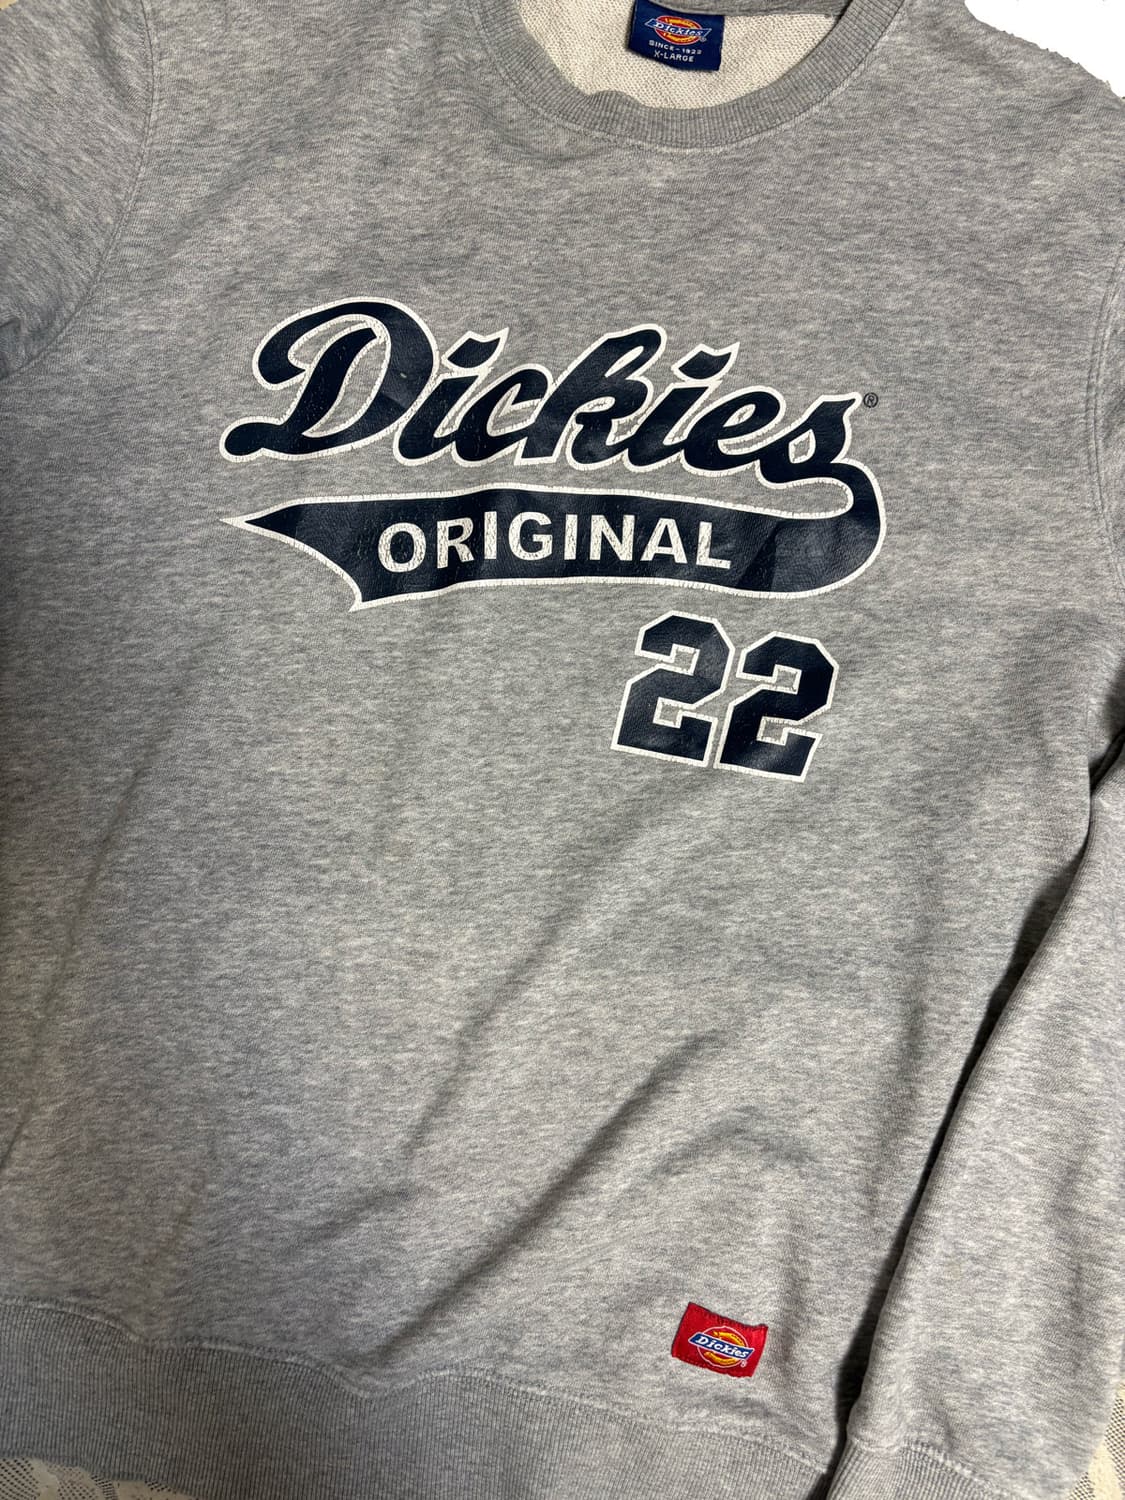 Dickies
SINCE-1922
X-LARGE
Dickies®
ORIGINAL
22
Dickies®